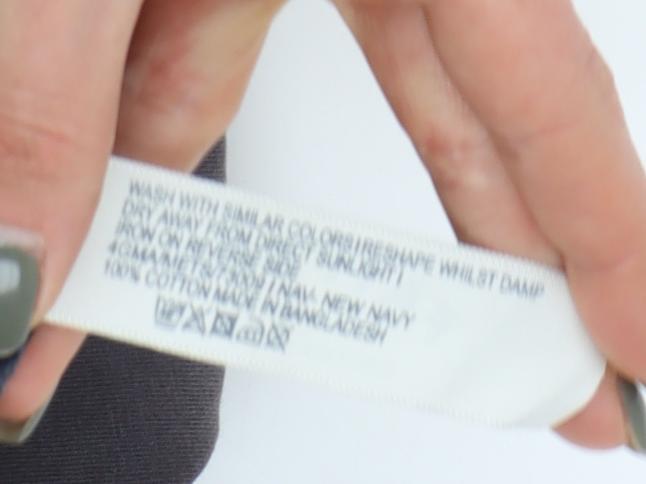 WASH WITH SIMILAR COLORS | RESHAPE WHILST DAMP
DRY AWAY FROM DIRECT SUNLIGHT |
IRON ON REVERSE SIDE
NAVI, NEW NAVY
100% COTTON MADE IN BANGLADESH